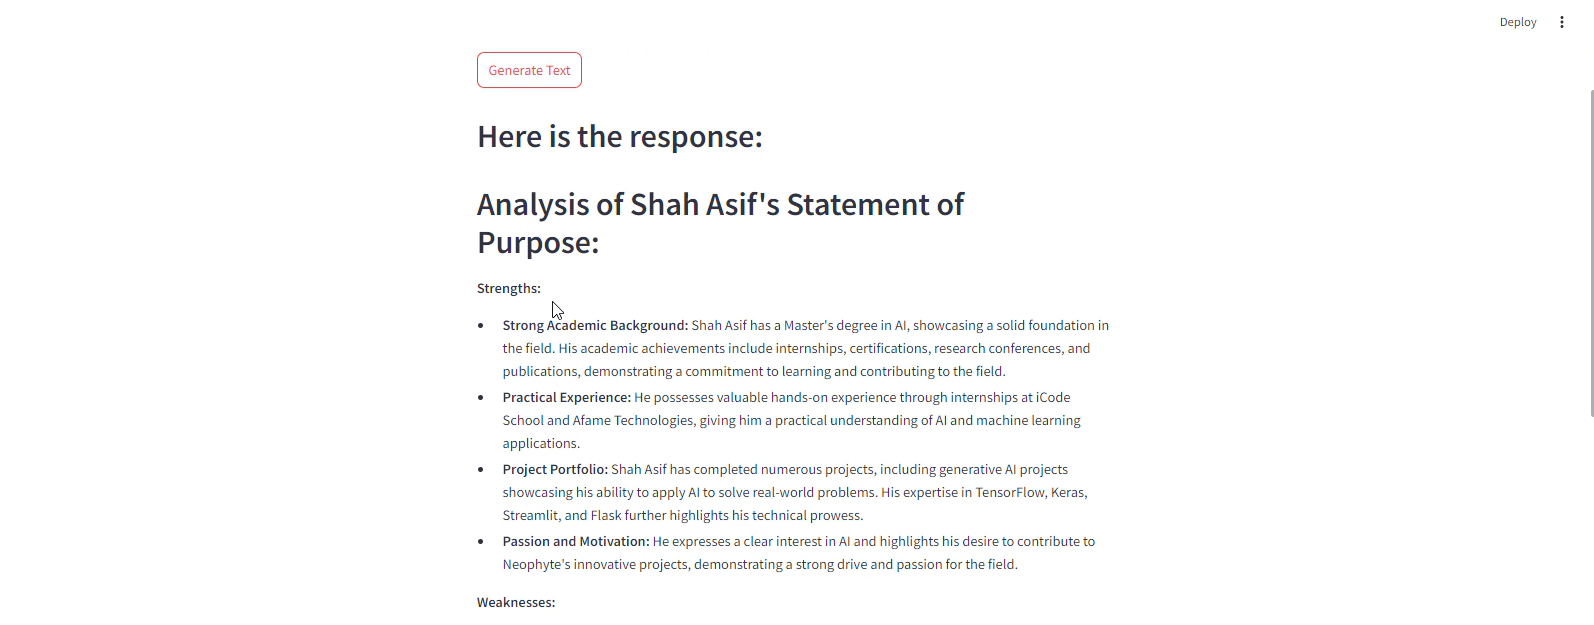 Deploy
Generate Text
Here is the response:
Analysis of Shah Asif's Statement of
Purpose:
Strengths:
Strong Academic Background: Shah Asif has a Master's degree in AI, showcasing a solid foundation in
the field. His academic achievements include internships, certifications, research conferences, and
publications, demonstrating a commitment to learning and contributing to the field.
Practical Experience: He possesses valuable hands-on experience through internships at iCode
School and Afame Technologies, giving him a practical understanding of AI and machine learning
applications.
Project Portfolio: Shah Asif has completed numerous projects, including generative AI projects
showcasing his ability to apply AI to solve real-world problems. His expertise in TensorFlow, Keras,
Streamlit, and Flask further highlights his technical prowess.
Passion and Motivation: He expresses a clear interest in AI and highlights his desire to contribute to
Neophyte's innovative projects, demonstrating a strong drive and passion for the field.
Weaknesses: